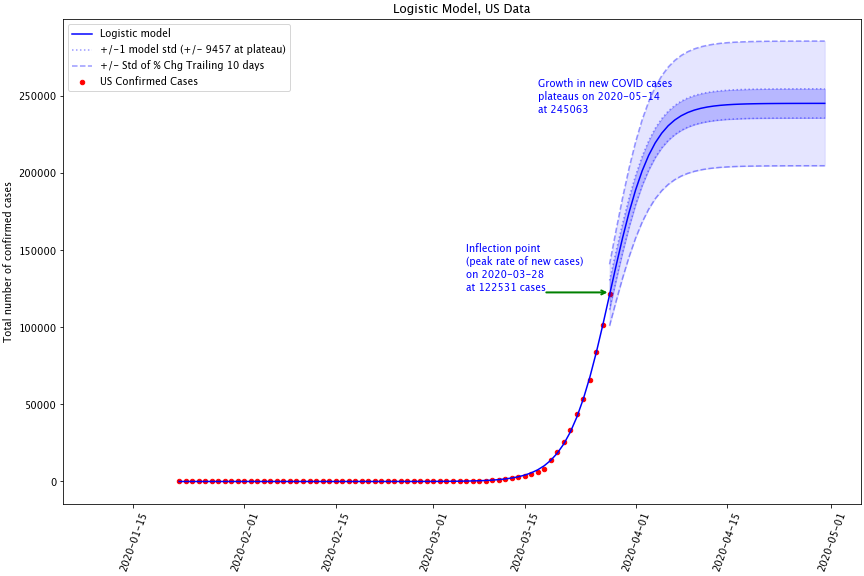 Logistic Model, US Data
Logistic model
+/-1 model std (+/- 9457 at plateau)
+/- Std of % Chg Trailing 10 days
US Confirmed Cases
Growth in new COVID cases
plateaus on 2020-05-14
at 245063
Inflection point
(peak rate of new cases)
on 2020-03-28
at 122531 cases
Total number of confirmed cases
250000
200000
150000
100000
50000
0
2020-01-15
2020-02-01
2020-02-15
2020-03-01
2020-03-15
2020-04-01
2020-04-15
2020-05-01